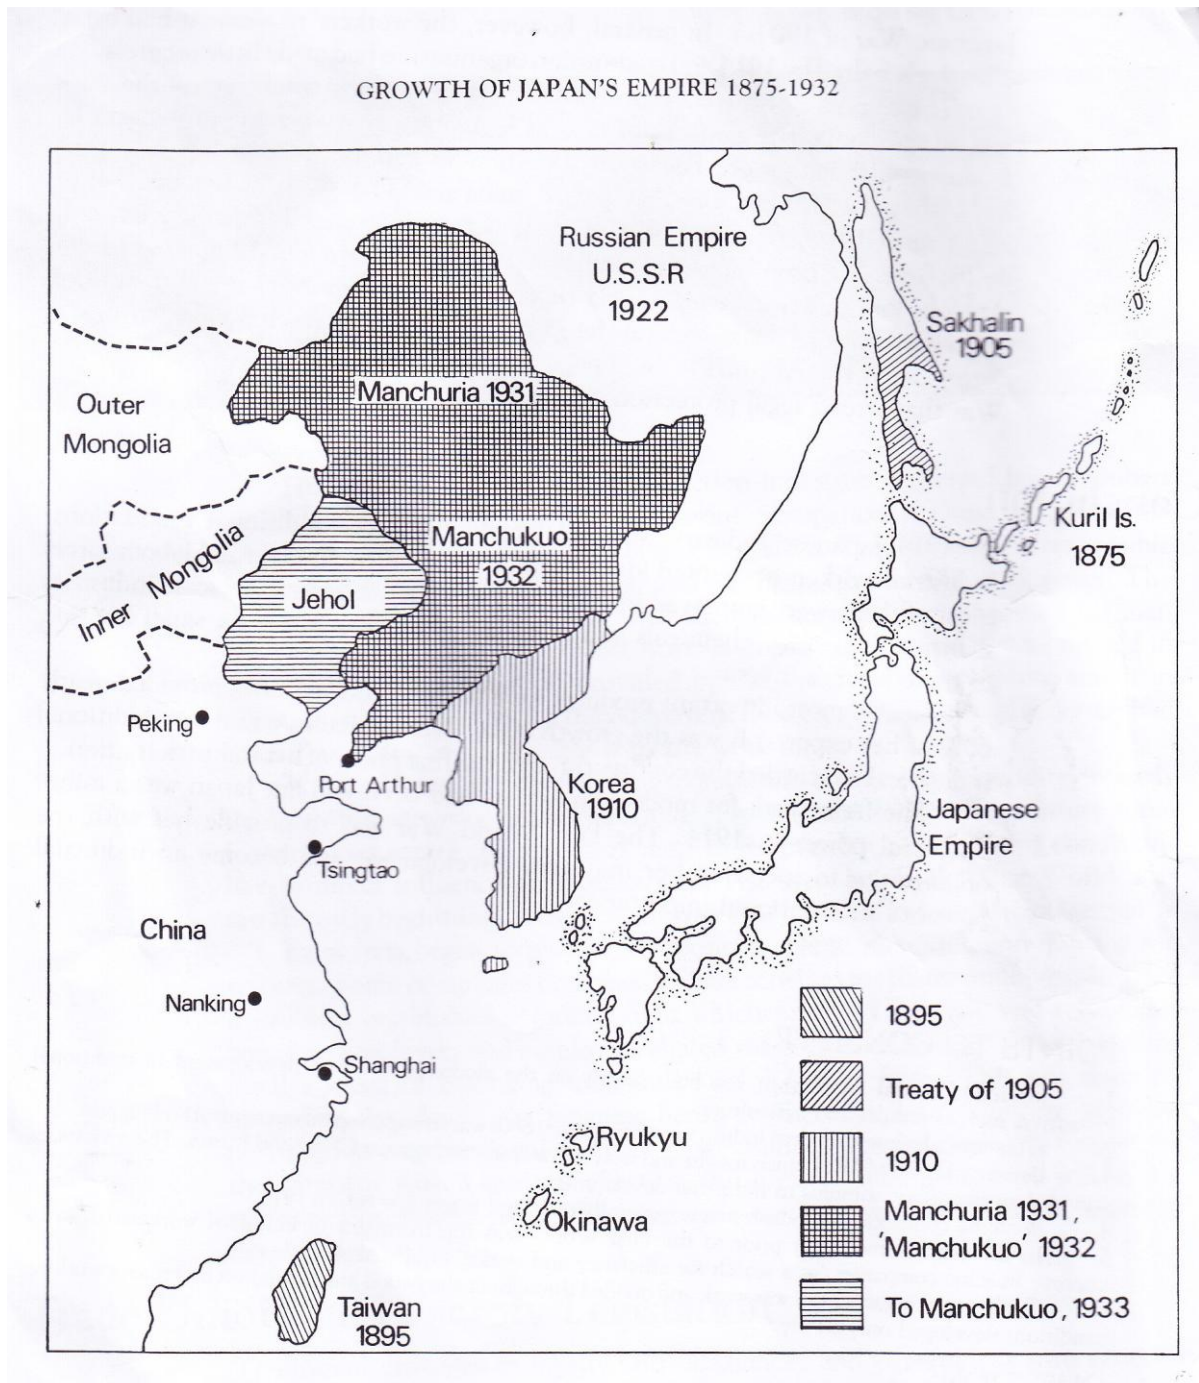 GROWTH OF JAPAN'S EMPIRE 1875-1932
Russian Empire
U.S.S.R
1922
Sakhalin
1905
Manchuria 1931
Outer
Mongolia
Kuril Is.
1875
Manchukuo
1932
Inner Mongolia
Jehol
Peking
Port Arthur
Korea
1910
Japanese
Empire
Tsingtao
China
Nanking
Shanghai
Ryukyu
Okinawa
Taiwan
1895
1895
Treaty of 1905
1910
Manchuria 1931,
'Manchukuo' 1932
To Manchukuo, 1933